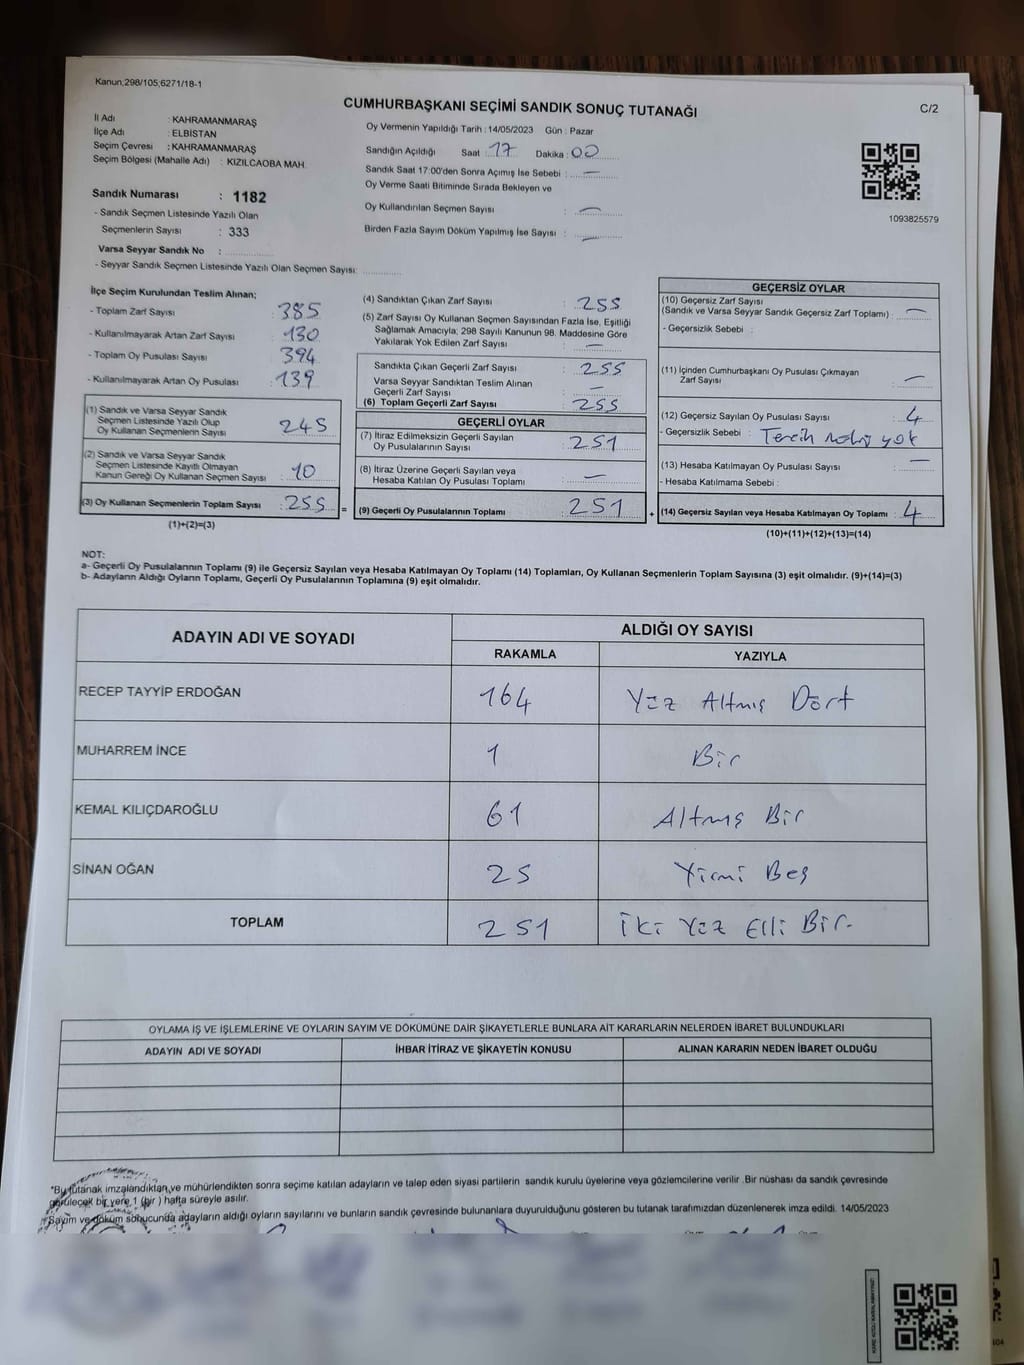 Kanun,298/105,6271/18-1
C/2
CUMHURBAŞKANI SEÇİMİ SANDIK SONUÇ TUTANAĞI
İl Adı : KAHRAMANMARAŞ
İlçe Adı : ELBİSTAN
Seçim Çevresi : KAHRAMANMARAŞ
Seçim Bölgesi (Mahalle Adı) : KIZILCAOBA MAH.
Sandık Numarası : 1182
- Sandık Seçmen Listesinde Yazılı Olan
Seçmenlerin Sayısı : 333
Varsa Seyyar Sandık No :
- Seyyar Sandık Seçmen Listesinde Yazılı Olan Seçmen Sayısı:
Oy Vermenin Yapıldığı Tarih : 14/05/2023 Gün : Pazar
Sandığın Açıldığı Saat : 17 Dakika : 00
Sandık Saat 17:00'den Sonra Açılmış İse Sebebi : —
Oy Verme Saati Bitiminde Sırada Bekleyen ve
Oy Kullandırılan Seçmen Sayısı : —
Birden Fazla Sayım Döküm Yapılmış İse Sayısı : —
1093825579
İlçe Seçim Kurulundan Teslim Alınan;
- Toplam Zarf Sayısı : 385
- Kullanılmayarak Artan Zarf Sayısı : 130
- Toplam Oy Pusulası Sayısı : 394
- Kullanılmayarak Artan Oy Pusulası : 139
(1) Sandık ve Varsa Seyyar Sandık
Seçmen Listesinde Yazılı Olup
Oy Kullanan Seçmenlerin Sayısı : 245
(2) Sandık ve Varsa Seyyar Sandık
Seçmen Listesinde Kayıtlı Olmayan
Kanun Gereği Oy Kullanan Seçmen Sayısı : 10
(3) Oy Kullanan Seçmenlerin Toplam Sayısı : 255 =
(1)+(2)=(3)
(4) Sandıktan Çıkan Zarf Sayısı : 255
(5) Zarf Sayısı Oy Kullanan Seçmen Sayısından Fazla İse, Eşitliği
Sağlamak Amacıyla; 298 Sayılı Kanunun 98. Maddesine Göre
Yakılarak Yok Edilen Zarf Sayısı : —
Sandıkta Çıkan Geçerli Zarf Sayısı : 255
Varsa Seyyar Sandıktan Teslim Alınan
Geçerli Zarf Sayısı : —
(6) Toplam Geçerli Zarf Sayısı : 255
GEÇERLİ OYLAR
(7) İtiraz Edilmeksizin Geçerli Sayılan
Oy Pusulalarının Sayısı : 251
(8) İtiraz Üzerine Geçerli Sayılan veya
Hesaba Katılan Oy Pusulası Toplamı : —
(9) Geçerli Oy Pusulalarının Toplamı : 251 +
GEÇERSİZ OYLAR
(10) Geçersiz Zarf Sayısı
(Sandık ve Varsa Seyyar Sandık Geçersiz Zarf Toplamı) : —
- Geçersizlik Sebebi :
(11) İçinden Cumhurbaşkanı Oy Pusulası Çıkmayan
Zarf Sayısı : —
(12) Geçersiz Sayılan Oy Pusulası Sayısı : 4
- Geçersizlik Sebebi : Tercih yok
(13) Hesaba Katılmayan Oy Pusulası Sayısı : —
- Hesaba Katılmama Sebebi :
(14) Geçersiz Sayılan veya Hesaba Katılmayan Oy Toplamı : 4
(10)+(11)+(12)+(13)=(14)
NOT:
a- Geçerli Oy Pusulalarının Toplamı (9) ile Geçersiz Sayılan veya Hesaba Katılmayan Oy Toplamı (14) Toplamları, Oy Kullanan Seçmenlerin Toplam Sayısına (3) eşit olmalıdır. (9)+(14)=(3)
b- Adayların Aldığı Oyların Toplamı, Geçerli Oy Pusulalarının Toplamına (9) eşit olmalıdır.
ADAYIN ADI VE SOYADI ALDIĞI OY SAYISI
RAKAMLA YAZIYLA
RECEP TAYYİP ERDOĞAN 164 Yüz Altmış Dört
MUHARREM İNCE 1 Bir
KEMAL KILIÇDAROĞLU 61 Altmış Bir
SİNAN OĞAN 25 Yirmi Beş
TOPLAM 251 İki Yüz Elli Bir.
OYLAMA İŞ VE İŞLEMLERİNE VE OYLARIN SAYIM VE DÖKÜMÜNE DAİR ŞİKAYETLERLE BUNLARA AİT KARARLARIN NELERDEN İBARET BULUNDUKLARI
ADAYIN ADI VE SOYADI İHBAR İTİRAZ VE ŞİKAYETİN KONUSU ALINAN KARARIN NEDEN İBARET OLDUĞU
*Bu tutanak imzalandıktan ve mühürlendikten sonra seçime katılan adayların ve talep eden siyasi partilerin sandık kurulu üyelerine veya gözlemcilerine verilir .Bir nüshası da sandık çevresinde
görülecek bir yere 1 (bir ) hafta süreyle asılır.
*Sayım ve döküm sonucunda adayların aldığı oyların sayılarını ve bunların sandık çevresinde bulunanlara duyurulduğunu gösteren bu tutanak tarafımızdan düzenlenerek imza edildi. 14/05/2023